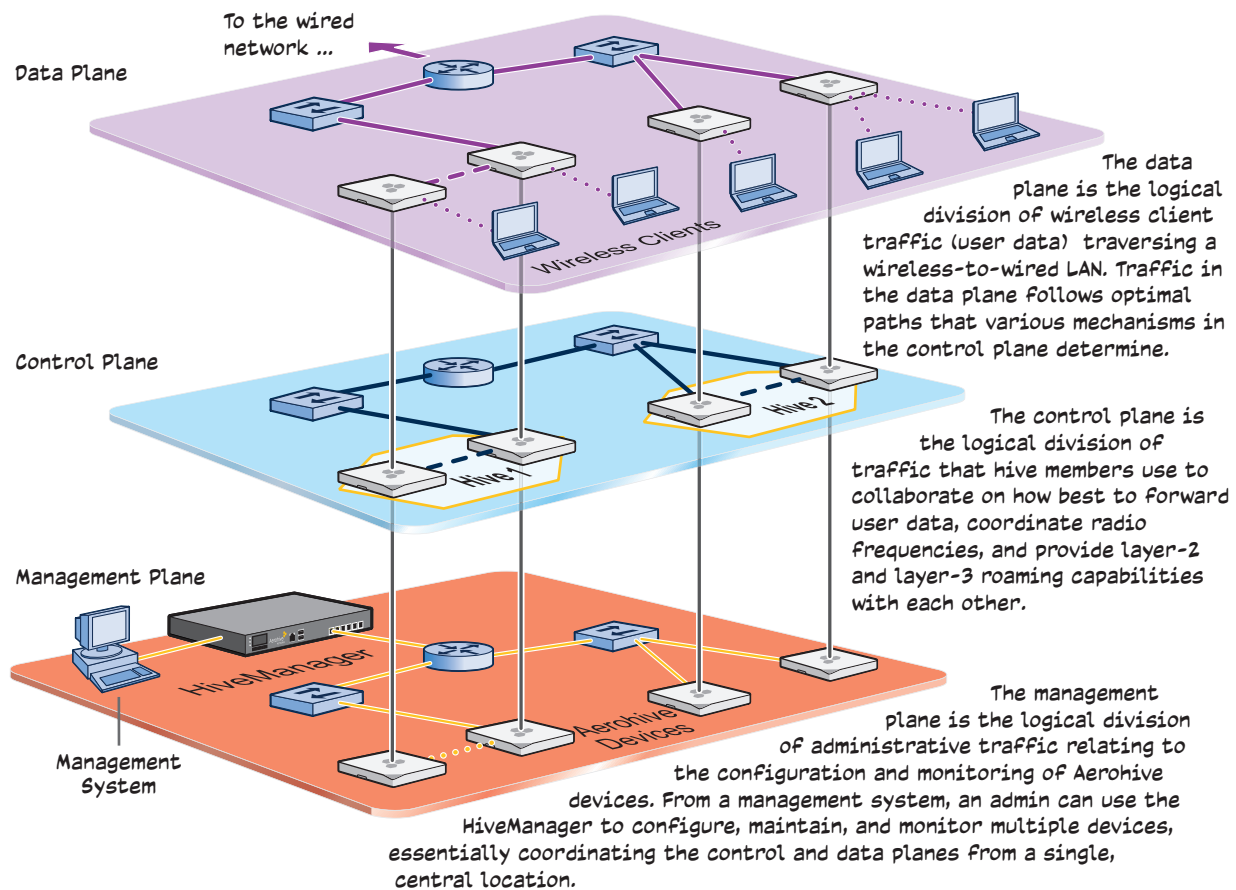 To the wired
network ...
Data Plane
Wireless Clients
The data
plane is the logical
division of wireless client
traffic (user data) traversing a
wireless-to-wired LAN. Traffic in
the data plane follows optimal
paths that various mechanisms in
the control plane determine.
Control Plane
Hive 2
Hive 1
The control plane is
the logical division of
traffic that hive members use to
collaborate on how best to forward
user data, coordinate radio
frequencies, and provide layer-2
and layer-3 roaming capabilities
with each other.
Management Plane
HiveManager
Aerohive
Devices
Management
System
The management
plane is the logical division
of administrative traffic relating to
the configuration and monitoring of Aerohive
devices. From a management system, an admin can use the
HiveManager to configure, maintain, and monitor multiple devices,
essentially coordinating the control and data planes from a single,
central location.